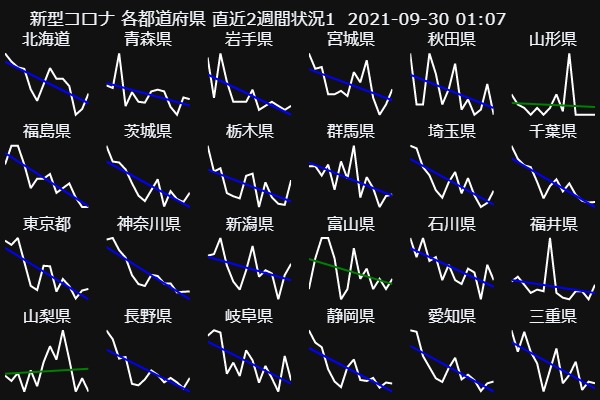 新型コロナ 各都道府県 直近2週間状況1 2021-09-30 01:07
北海道 青森県 岩手県 宮城県 秋田県 山形県
福島県 茨城県 栃木県 群馬県 埼玉県 千葉県
東京都 神奈川県 新潟県 富山県 石川県 福井県
山梨県 長野県 岐阜県 静岡県 愛知県 三重県